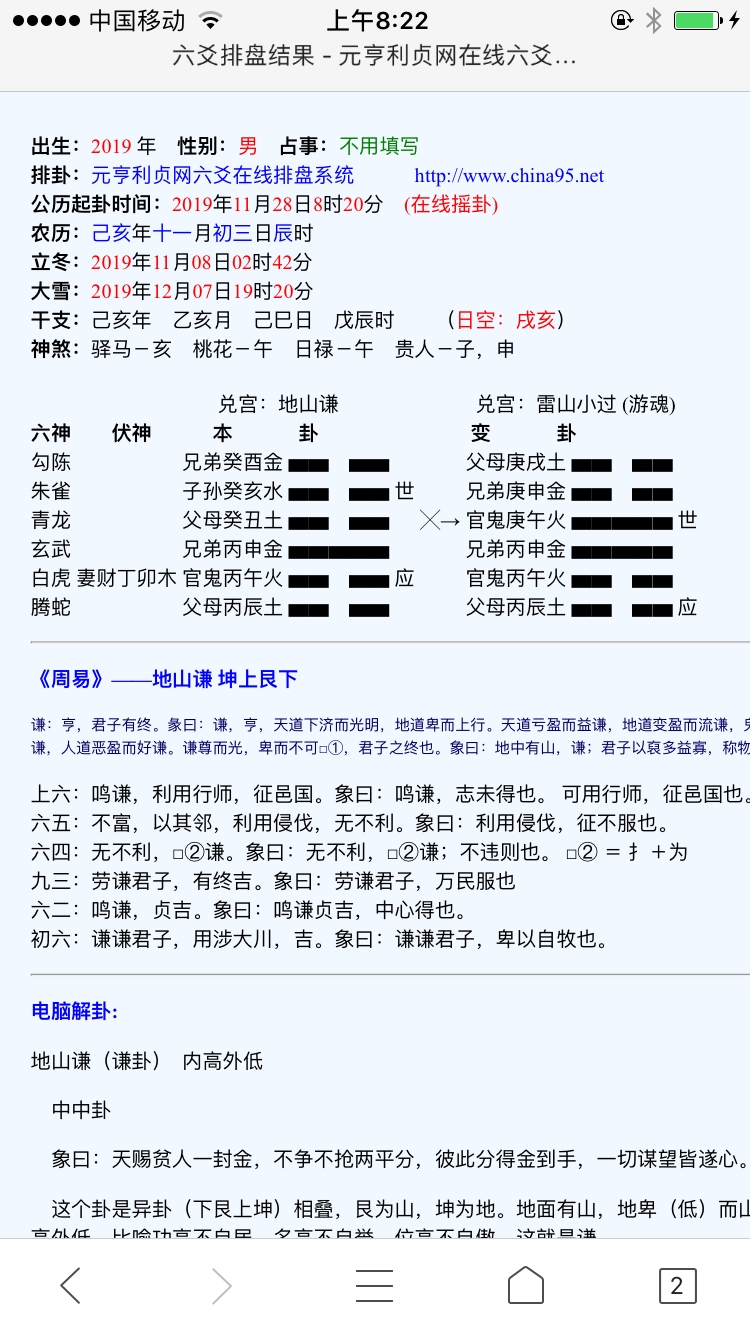 中国移动 上午8:22
六爻排盘结果 - 元亨利贞网在线六爻...
出生：2019 年 性别：男 占事：不用填写
排卦：元亨利贞网六爻在线排盘系统 http://www.china95.net
公历起卦时间：2019年11月28日8时20分 (在线摇卦)
农历：己亥年十一月初三日辰时
立冬：2019年11月08日02时42分
大雪：2019年12月07日19时20分
干支：己亥年 乙亥月 己巳日 戊辰时 （日空：戌亥）
神煞：驿马－亥 桃花－午 日禄－午 贵人－子，申
兑宫：地山谦 兑宫：雷山小过 (游魂)
六神 伏神 本 卦 变 卦
勾陈 兄弟癸酉金 父母庚戌土
朱雀 子孙癸亥水 世 兄弟庚申金
青龙 父母癸丑土 ×→ 官鬼庚午火 世
玄武 兄弟丙申金 兄弟丙申金
白虎 妻财丁卯木 官鬼丙午火 应 官鬼丙午火
腾蛇 父母丙辰土 父母丙辰土 应
《周易》——地山谦 坤上艮下
谦：亨，君子有终。彖曰：谦，亨，天道下济而光明，地道卑而上行。天道亏盈而益谦，地道变盈而流谦，
谦，人道恶盈而好谦。谦尊而光，卑而不可□①，君子之终也。象曰：地中有山，谦；君子以裒多益寡，称物
上六：鸣谦，利用行师，征邑国。象曰：鸣谦，志未得也。 可用行师，征邑国也。
六五：不富，以其邻，利用侵伐，无不利。象曰：利用侵伐，征不服也。
六四：无不利，□②谦。象曰：无不利，□②谦；不违则也。 □② ＝扌＋为
九三：劳谦君子，有终吉。象曰：劳谦君子，万民服也
六二：鸣谦，贞吉。象曰：鸣谦贞吉，中心得也。
初六：谦谦君子，用涉大川，吉。象曰：谦谦君子，卑以自牧也。
电脑解卦:
地山谦（谦卦） 内高外低
中中卦
象曰：天赐贫人一封金，不争不抢两平分，彼此分得金到手，一切谋望皆遂心。
这个卦是异卦（下艮上坤）相叠，艮为山，坤为地。地面有山，地卑（低）而山
高外低，比喻功高不自居，名高不自誉，位高不自傲。这就是谦。
2